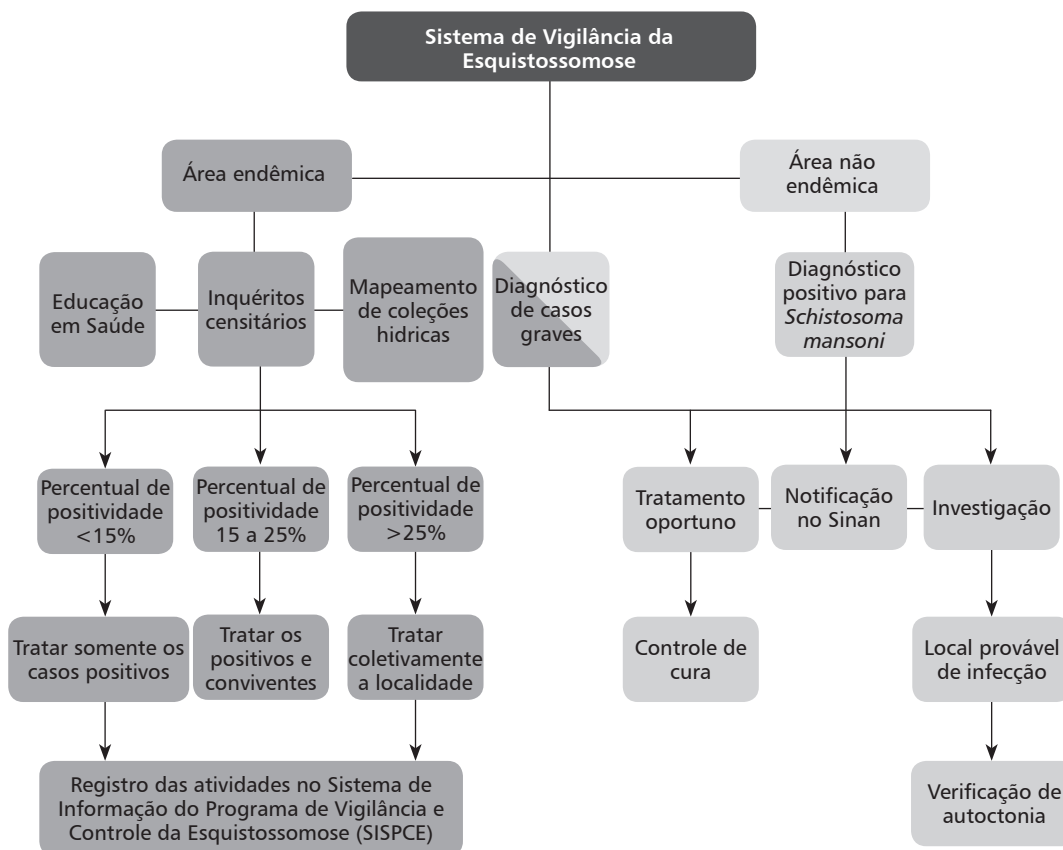 Sistema de Vigilância da
Esquistossomose
Área endêmica
Área não
endêmica
Educação
em Saúde
Inquéritos
censitários
Mapeamento
de coleções
hídricas
Diagnóstico
de casos
graves
Diagnóstico
positivo para
Schistosoma
mansoni
Percentual de
positividade
<15%
Percentual de
positividade
15 a 25%
Percentual de
positividade
>25%
Tratamento
oportuno
Notificação
no Sinan
Investigação
Tratar somente os
casos positivos
Tratar os
positivos e
conviventes
Tratar
coletivamente
a localidade
Controle de
cura
Local provável
de infecção
Registro das atividades no Sistema de
Informação do Programa de Vigilância e
Controle da Esquistossomose (SISPCE)
Verificação de
autoctonia